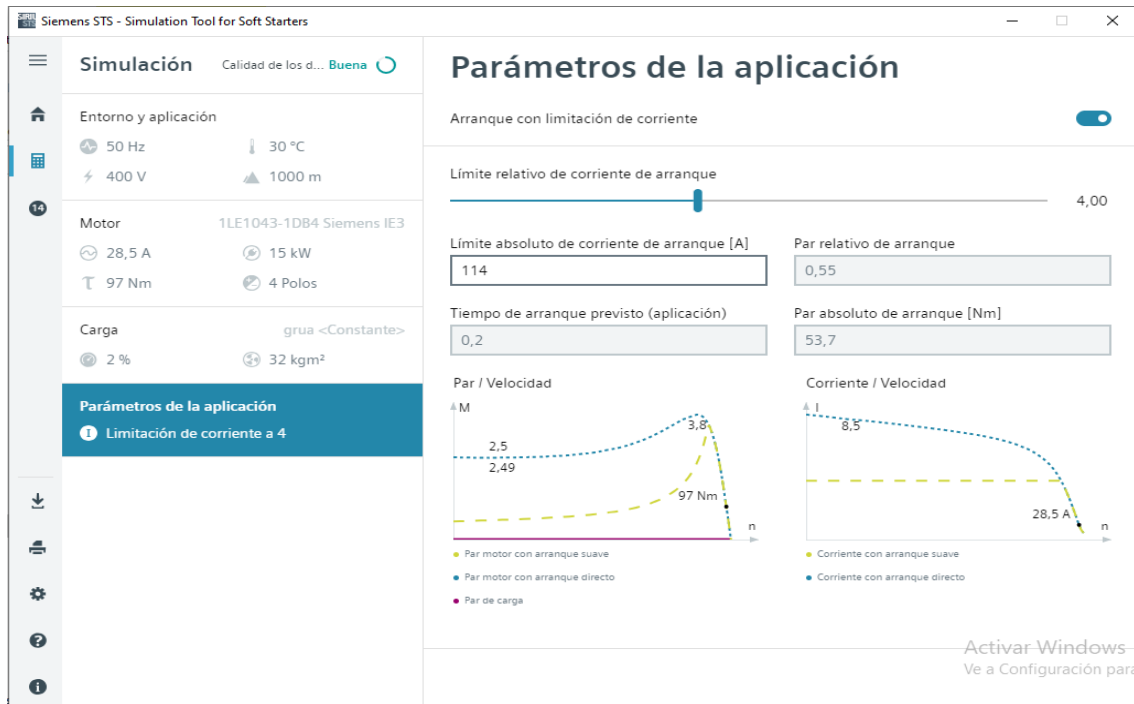 Siemens STS - Simulation Tool for Soft Starters
Simulación
Calidad de los d... Buena
Entorno y aplicación
50 Hz
30 °C
400 V
1000 m
14
Motor
1LE1043-1DB4 Siemens IE3
28,5 A
15 kW
97 Nm
4 Polos
Carga
grua <Constante>
2 %
32 kgm²
Parámetros de la aplicación
Limitación de corriente a 4
Parámetros de la aplicación
Arranque con limitación de corriente
Límite relativo de corriente de arranque
4,00
Límite absoluto de corriente de arranque [A]
Par relativo de arranque
114
0,55
Tiempo de arranque previsto (aplicación)
Par absoluto de arranque [Nm]
0,2
53,7
Par / Velocidad
M
3,8
2,5
2,49
97 Nm
n
Par motor con arranque suave
Par motor con arranque directo
Par de carga
Corriente / Velocidad
I
8,5
28,5 A
n
Corriente con arranque suave
Corriente con arranque directo
Activar Windows
Ve a Configuración para